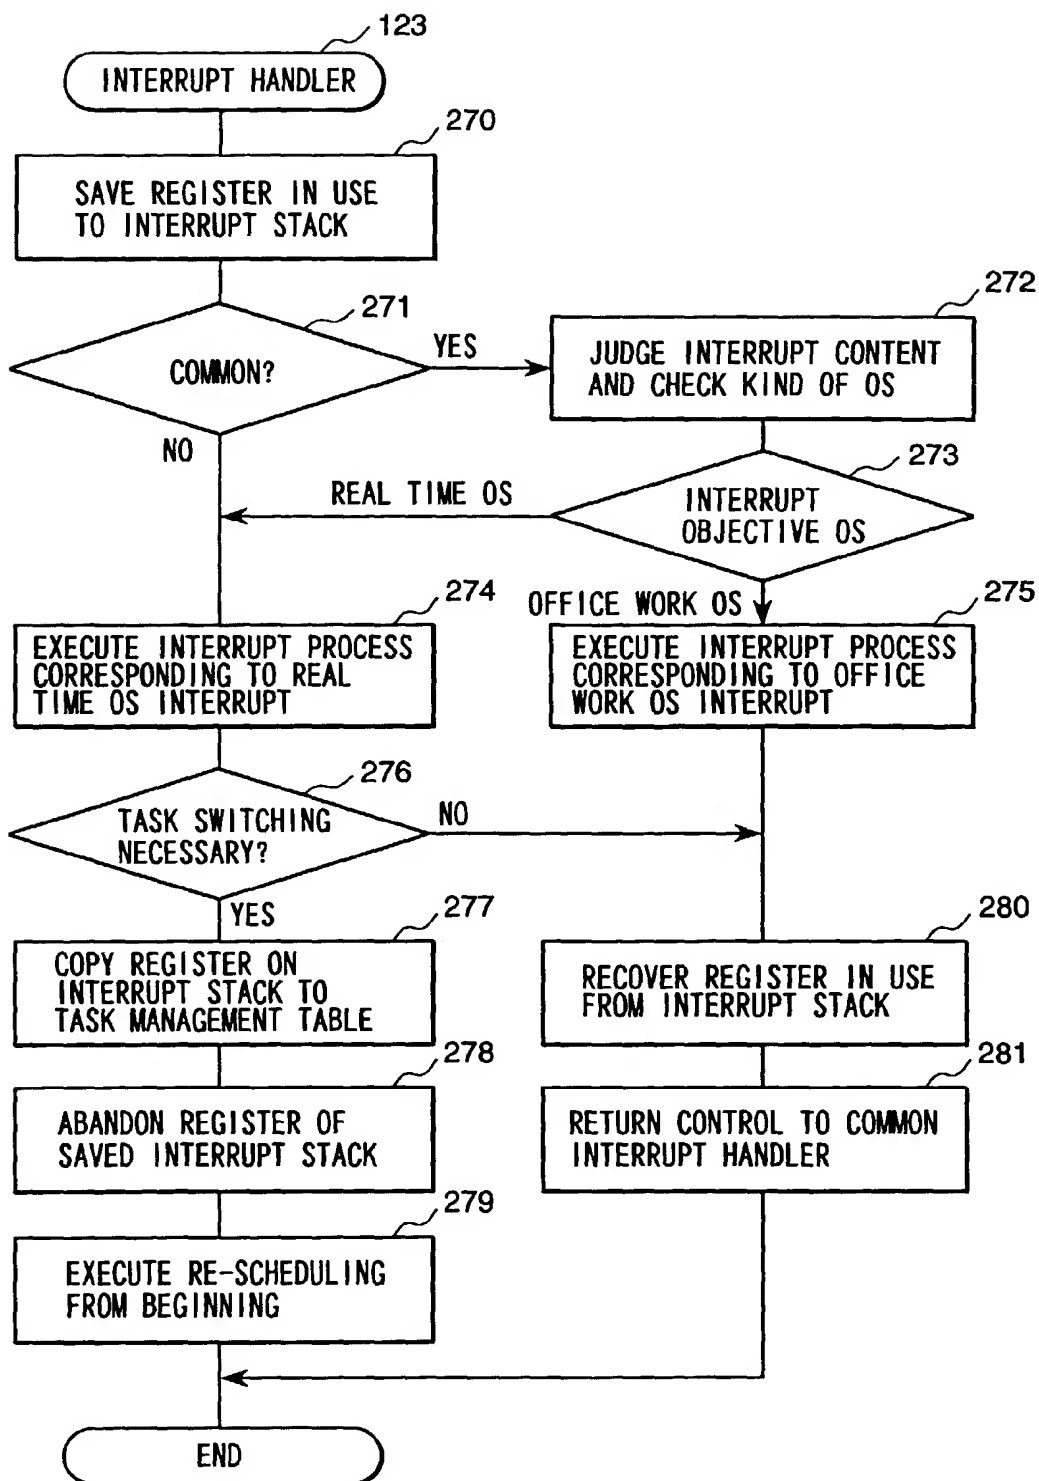 123
INTERRUPT HANDLER
270
SAVE REGISTER IN USE
TO INTERRUPT STACK
271
COMMON?
YES
NO
272
JUDGE INTERRUPT CONTENT
AND CHECK KIND OF OS
273
INTERRUPT
OBJECTIVE OS
REAL TIME OS
OFFICE WORK OS
274
EXECUTE INTERRUPT PROCESS
CORRESPONDING TO REAL
TIME OS INTERRUPT
275
EXECUTE INTERRUPT PROCESS
CORRESPONDING TO OFFICE
WORK OS INTERRUPT
276
TASK SWITCHING
NECESSARY?
NO
YES
277
COPY REGISTER ON
INTERRUPT STACK TO
TASK MANAGEMENT TABLE
278
ABANDON REGISTER OF
SAVED INTERRUPT STACK
279
EXECUTE RE-SCHEDULING
FROM BEGINNING
280
RECOVER REGISTER IN USE
FROM INTERRUPT STACK
281
RETURN CONTROL TO COMMON
INTERRUPT HANDLER
END